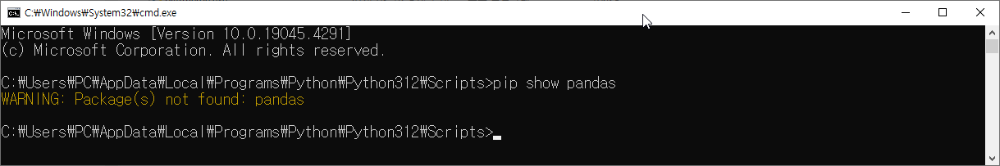 C:₩Windows₩System32₩cmd.exe
Microsoft Windows [Version 10.0.19045.4291]
(c) Microsoft Corporation. All rights reserved.
C:₩Users₩PC₩AppData₩Local₩Programs₩Python₩Python312₩Scripts>pip show pandas
WARNING: Package(s) not found: pandas
C:₩Users₩PC₩AppData₩Local₩Programs₩Python₩Python312₩Scripts>